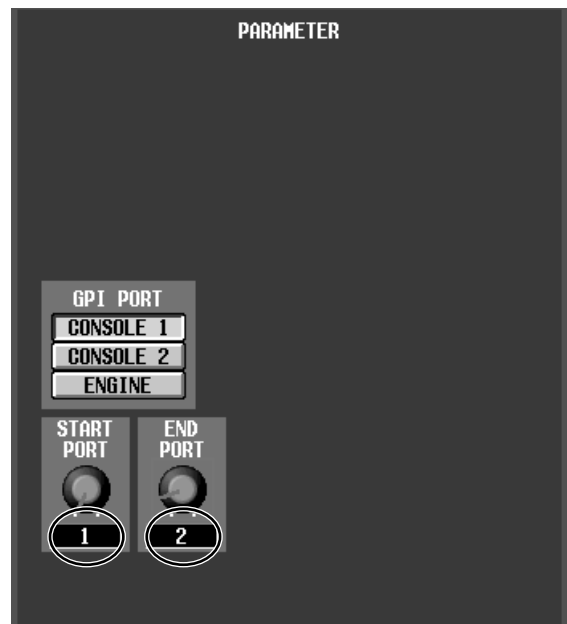 PARAMETER
GPI PORT
CONSOLE 1
CONSOLE 2
ENGINE
START PORT
END PORT
1
2